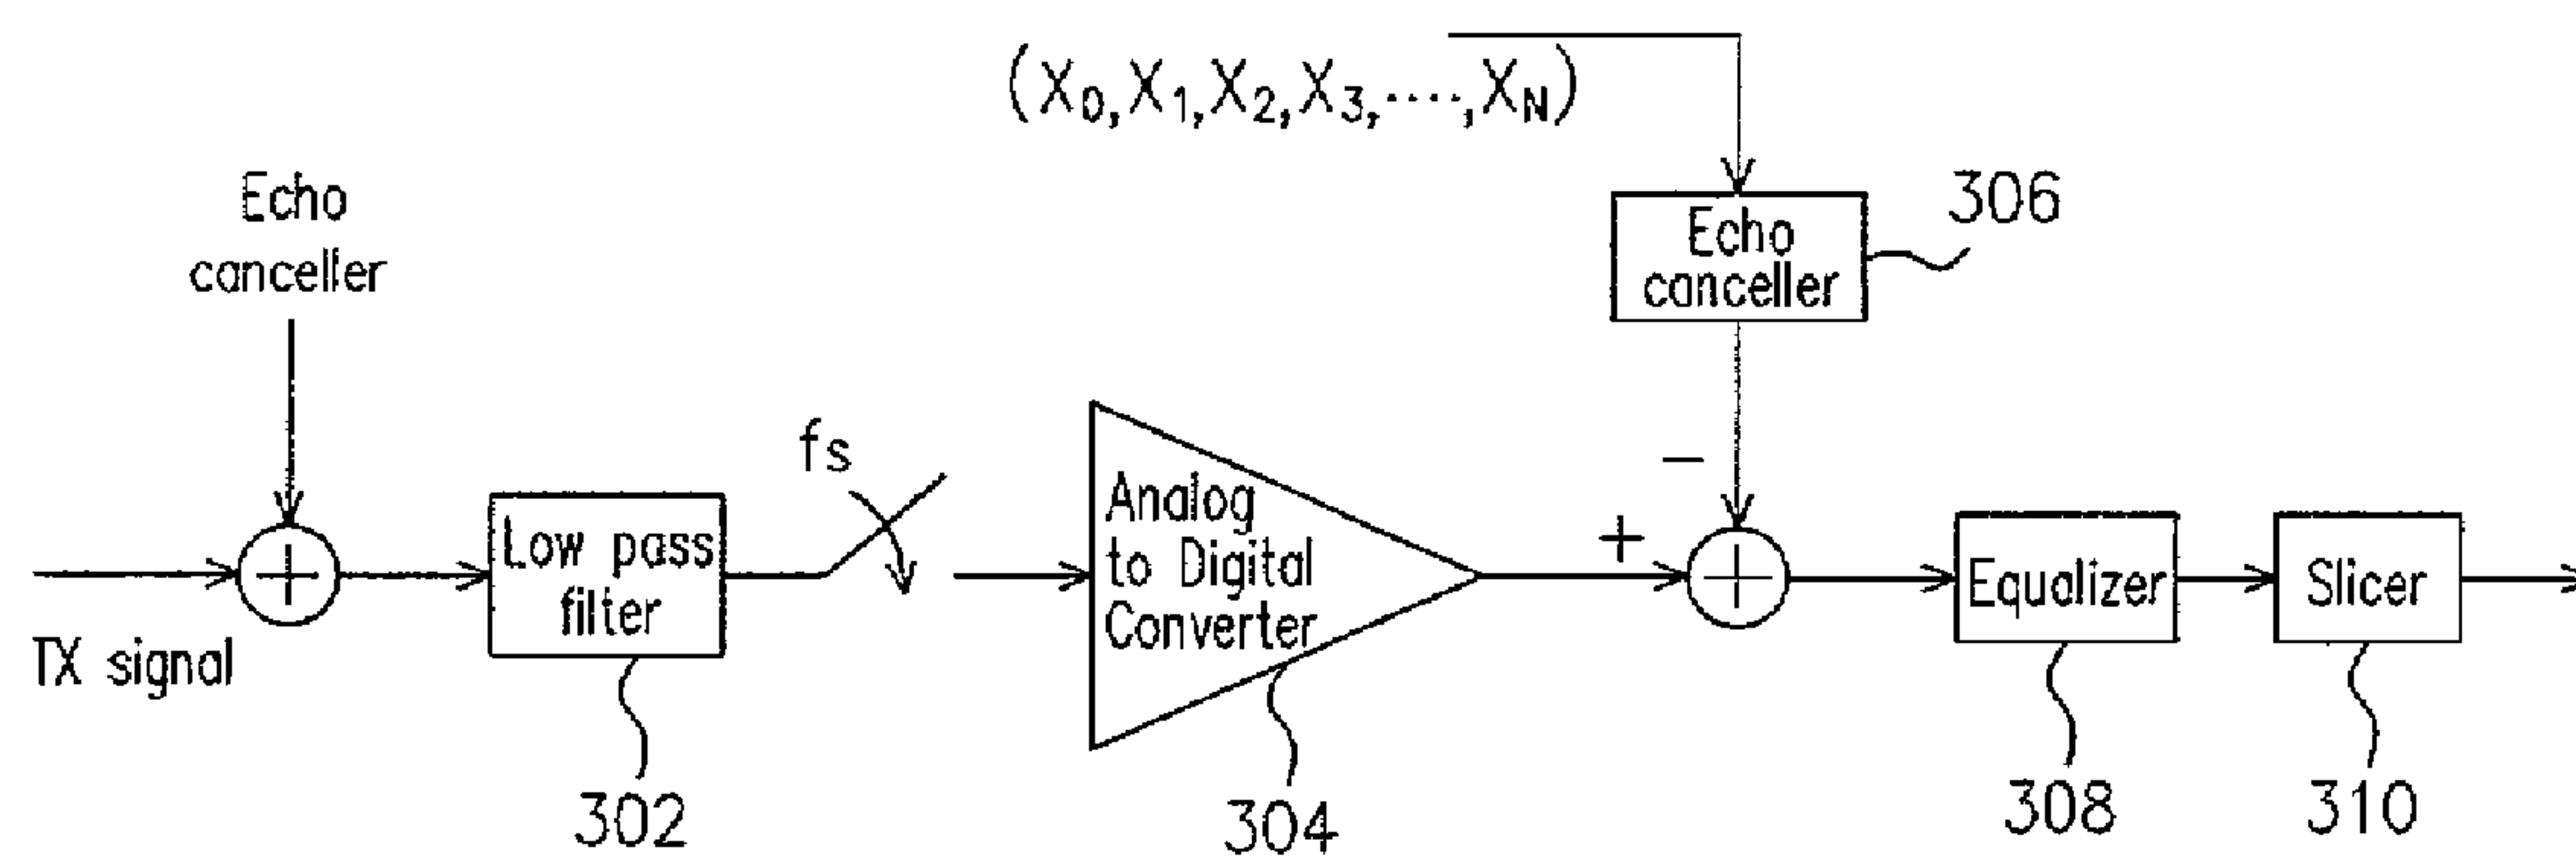 (X0,X1,X2,X3,....,XN)
Echo
canceller
306
Echo
canceller
fs
+
−
TX signal
Low pass
filter
Analog
to Digital
Converter
Equalizer
Slicer
302
304
308
310